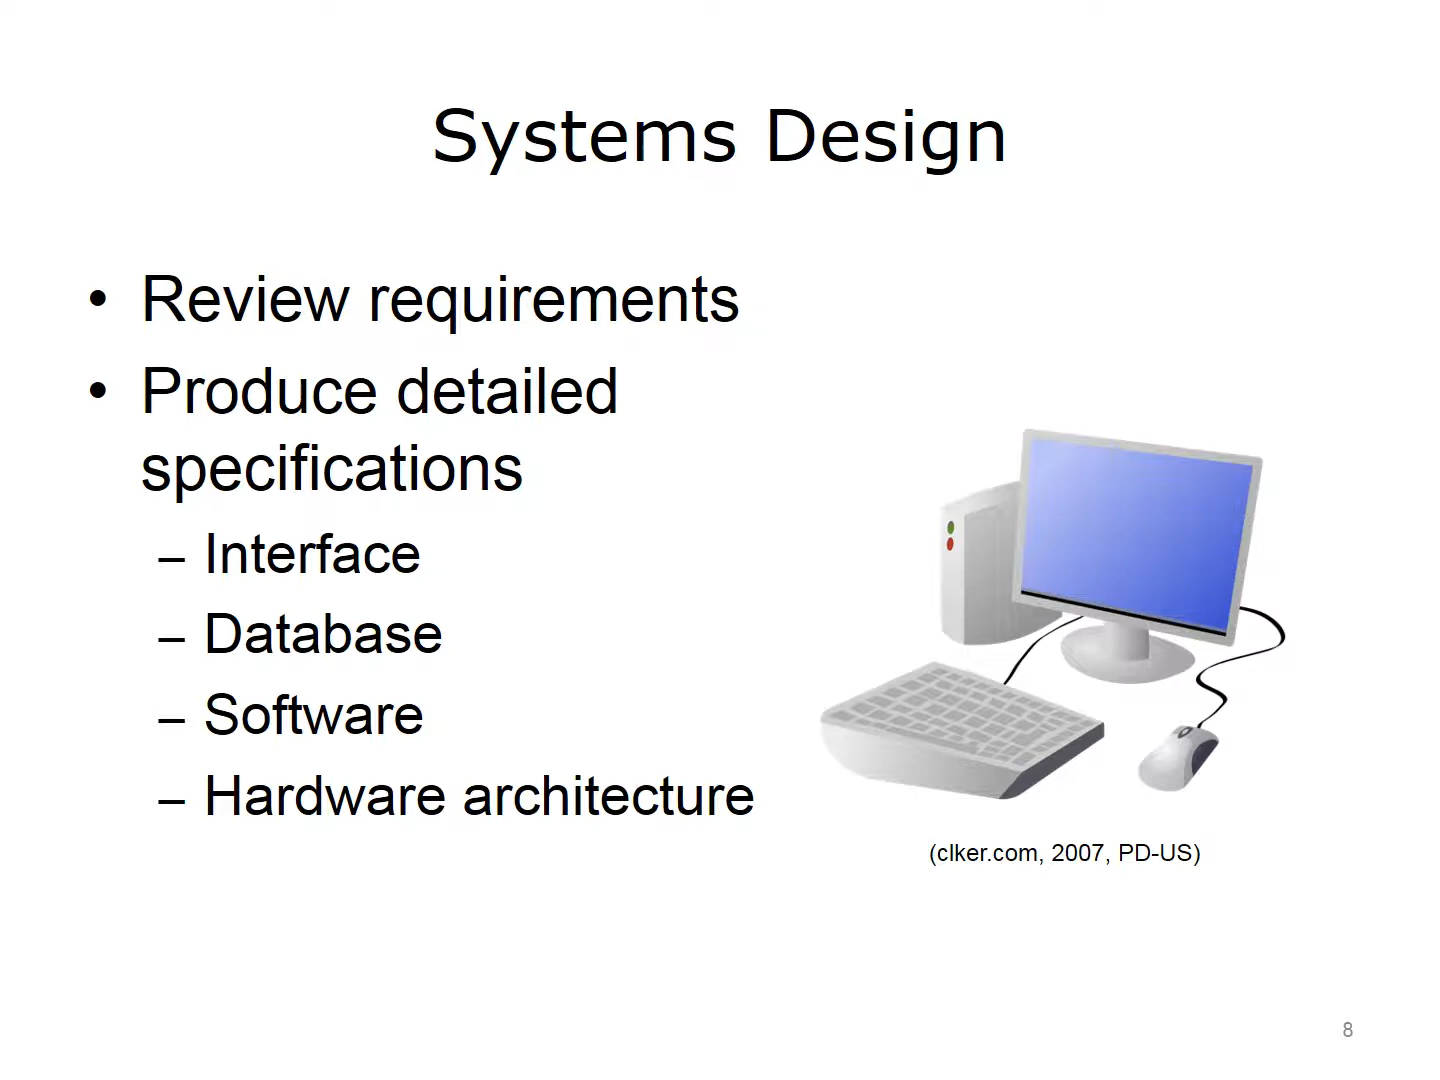 Systems Design
• Review requirements
• Produce detailed
specifications
– Interface
– Database
– Software
– Hardware architecture
(clker.com, 2007, PD-US)
8